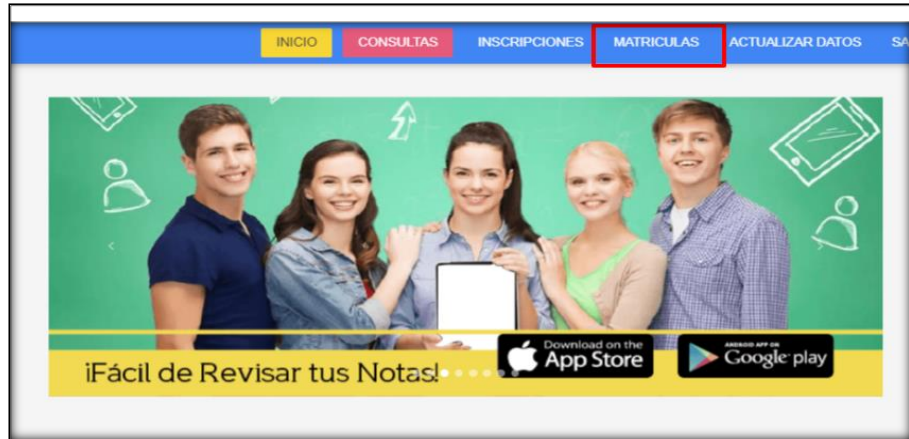 INICIO CONSULTAS INSCRIPCIONES MATRICULAS ACTUALIZAR DATOS SA
¡Fácil de Revisar tus Notas!
Download on the
App Store
ANDROID APP ON
Google play